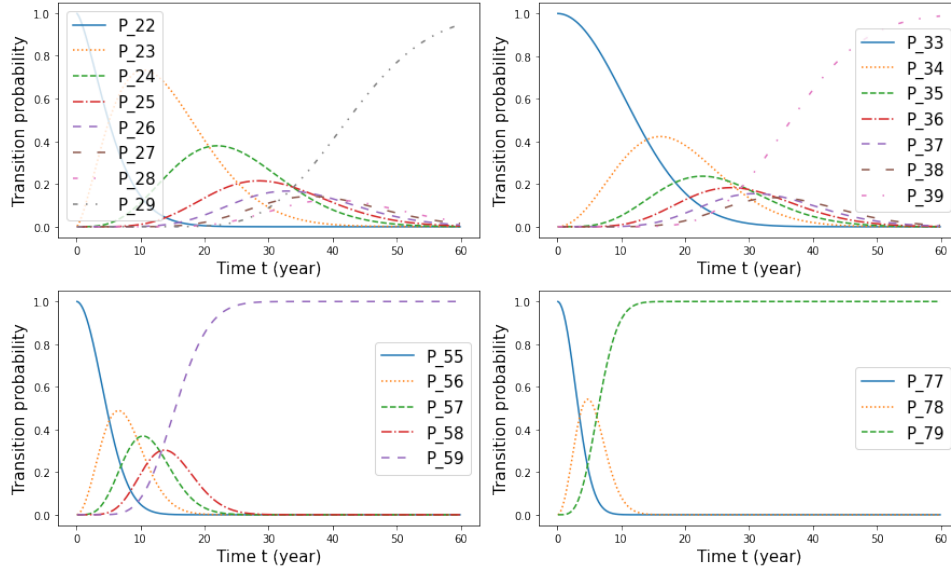 1.0
0.8
0.6
0.4
0.2
0.0
Transition probability
P_22
P_23
P_24
P_25
P_26
P_27
P_28
P_29
0 10 20 30 40 50 60
Time t (year)
1.0
0.8
0.6
0.4
0.2
0.0
Transition probability
P_33
P_34
P_35
P_36
P_37
P_38
P_39
0 10 20 30 40 50 60
Time t (year)
1.0
0.8
0.6
0.4
0.2
0.0
Transition probability
P_55
P_56
P_57
P_58
P_59
0 10 20 30 40 50 60
Time t (year)
1.0
0.8
0.6
0.4
0.2
0.0
Transition probability
P_77
P_78
P_79
0 10 20 30 40 50 60
Time t (year)